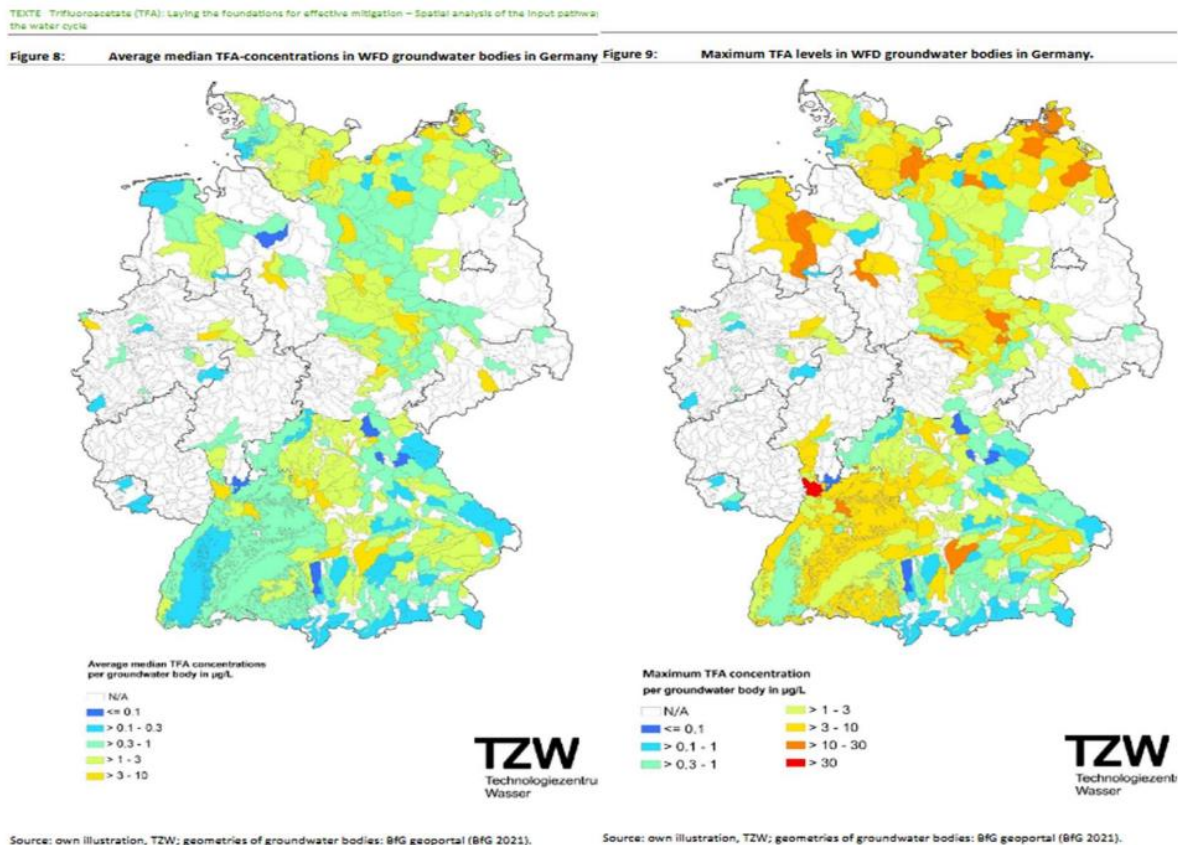 TEXTE Trifluoroacetate (TFA): Laying the foundations for effective mitigation – Spatial analysis of the input pathwa
the water cycle
Figure 8: Average median TFA-concentrations in WFD groundwater bodies in Germany
Figure 9: Maximum TFA levels in WFD groundwater bodies in Germany.
Average median TFA concentrations
per groundwater body in µg/L
N/A
<= 0.1
> 0.1 - 0.3
> 0.3 - 1
> 1 - 3
> 3 - 10
TZW
Technologiezentru
Wasser
Maximum TFA concentration
per groundwater body in µg/L
N/A
<= 0,1
> 0,1 - 1
> 0,3 - 1
> 1 - 3
> 3 - 10
> 10 - 30
> 30
TZW
Technologiezentru
Wasser
Source: own illustration, TZW; geometries of groundwater bodies: BfG geoportal (BfG 2021).
Source: own illustration, TZW; geometries of groundwater bodies: BfG geoportal (BfG 2021).